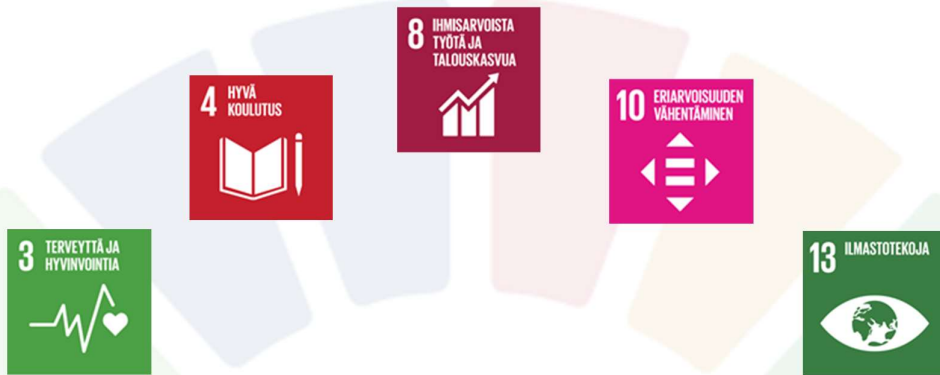 3 TERVEYTTÄ JA
HYVINVOINTIA
4 HYVÄ
KOULUTUS
8 IHMISARVOISTA
TYÖTÄ JA
TALOUSKASVUA
10 ERIARVOISUUDEN
VÄHENTÄMINEN
13 ILMASTOTEKOJA